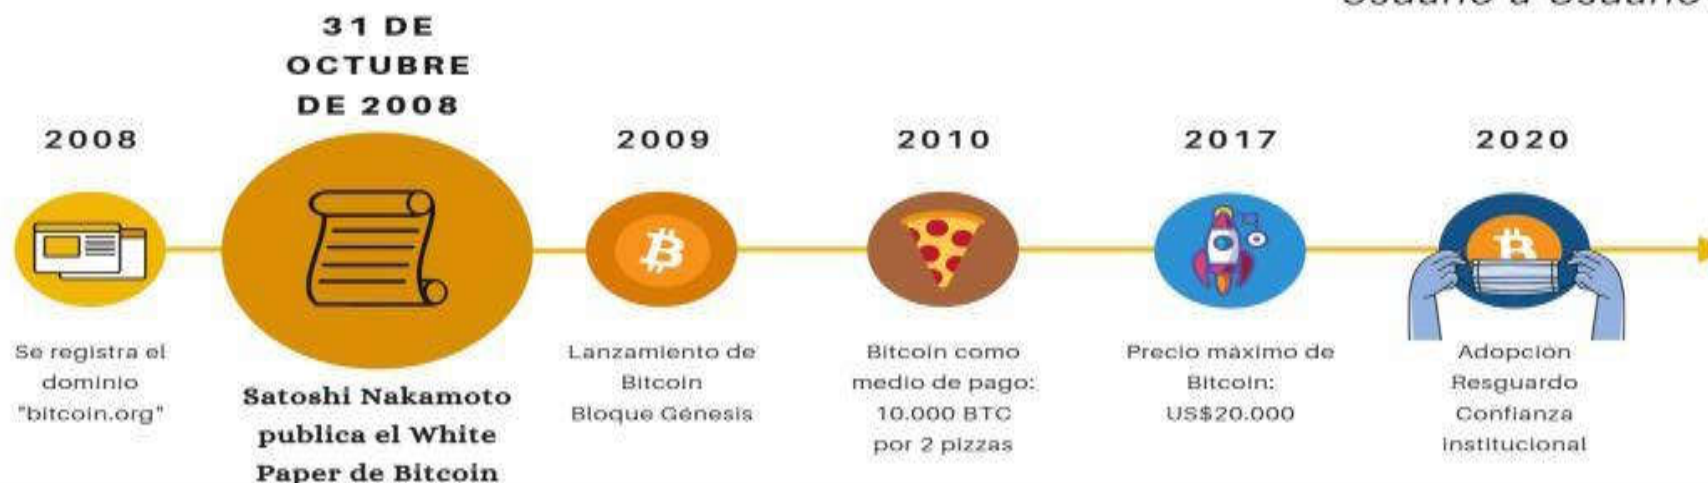 Usuario a Usuario
2008
Se registra el
dominio
"bitcoin.org"
31 DE
OCTUBRE
DE 2008
Satoshi Nakamoto
publica el White
Paper de Bitcoin
2009
Lanzamiento de
Bitcoin
Bloque Génesis
2010
Bitcoin como
medio de pago:
10.000 BTC
por 2 pizzas
2017
Precio máximo de
Bitcoin:
US$20.000
2020
Adopción
Resguardo
Confianza
institucional